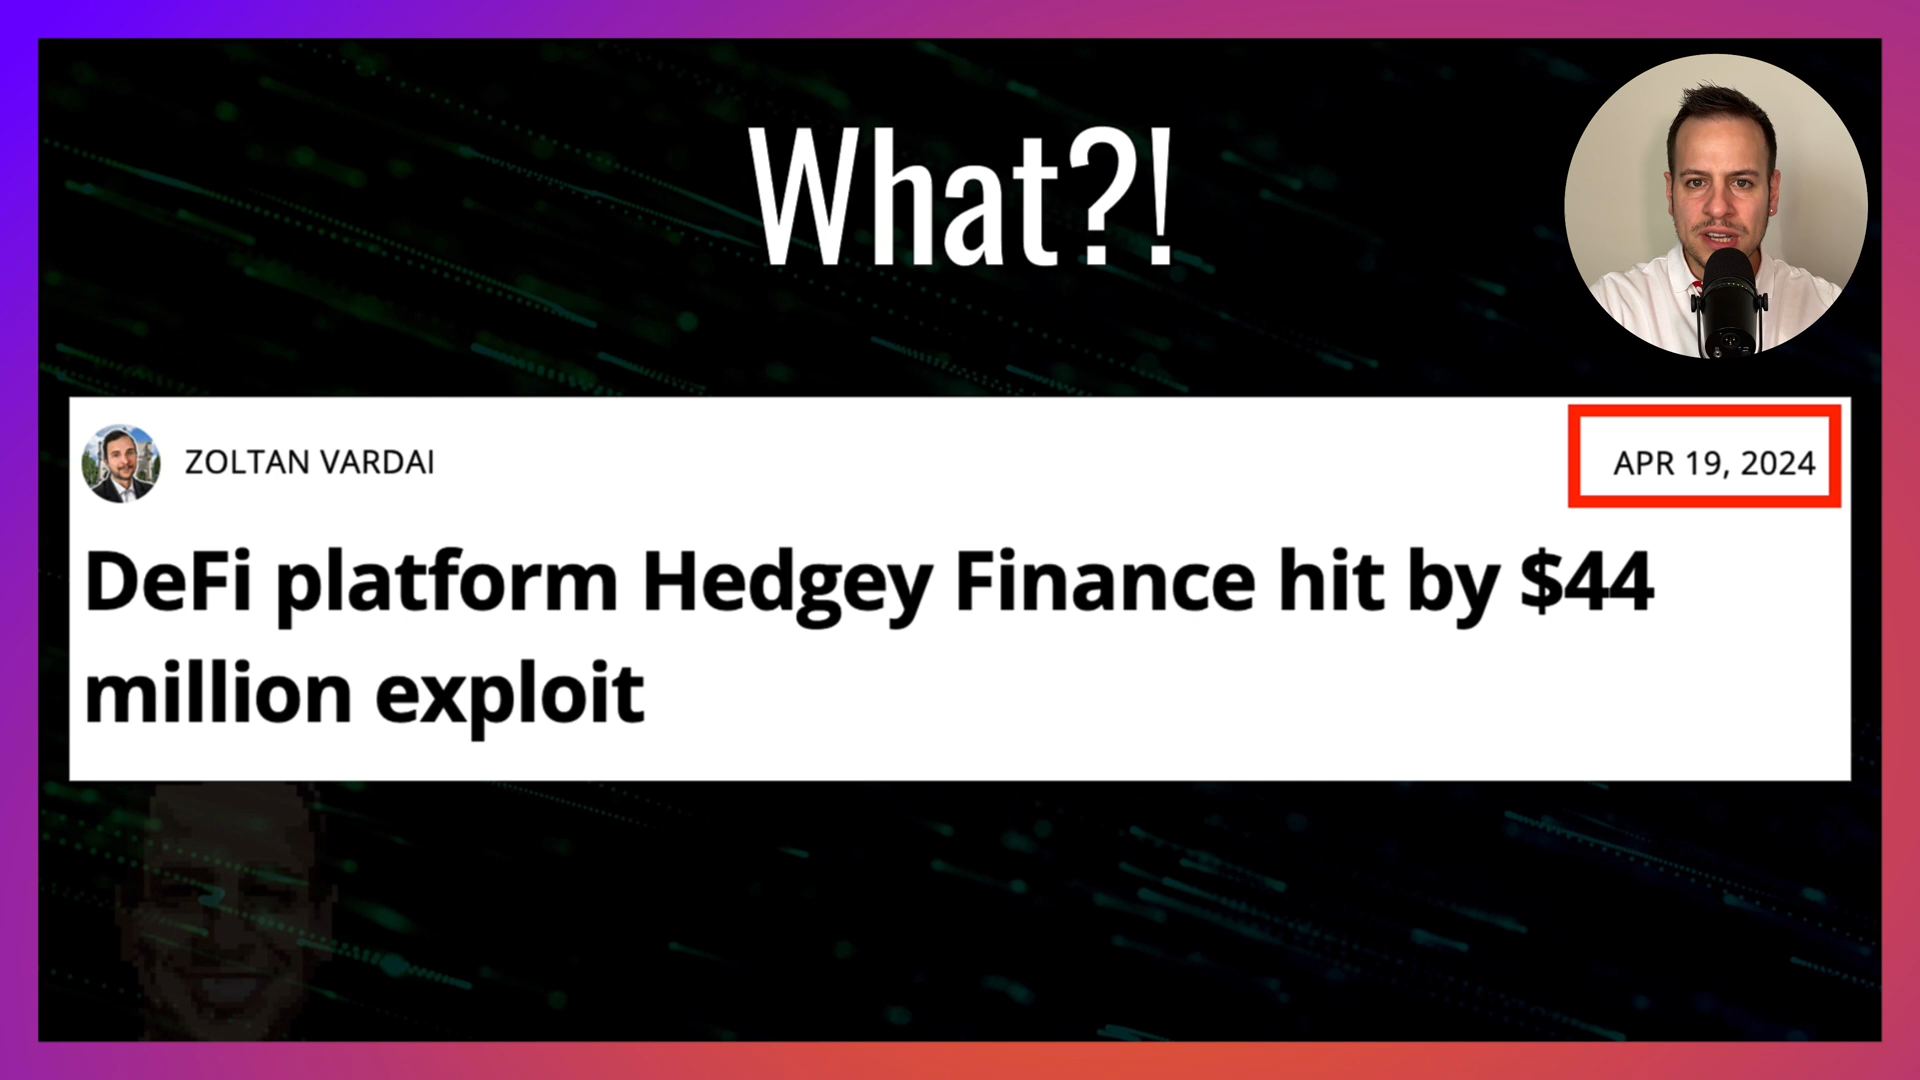 What?!
ZOLTAN VARDAI
APR 19, 2024
DeFi platform Hedgey Finance hit by $44
million exploit